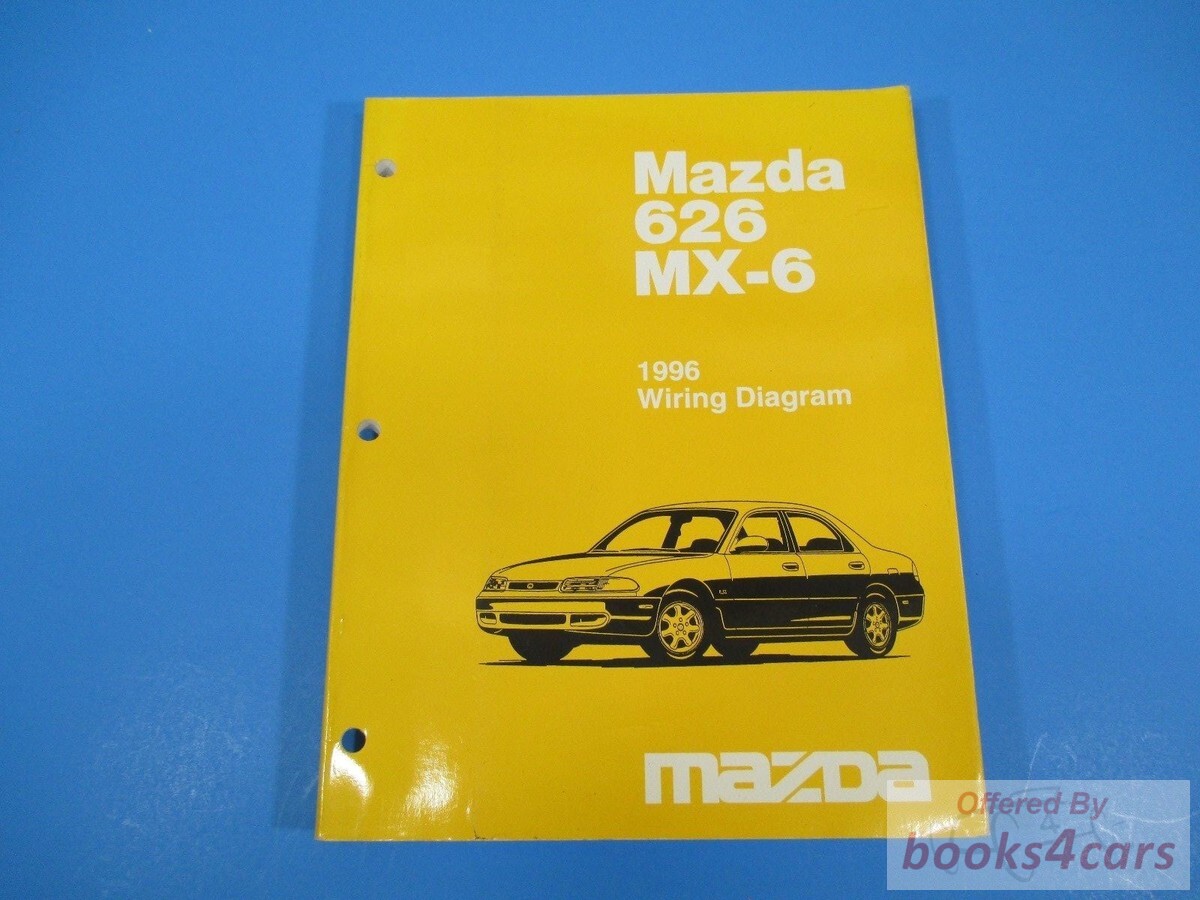 Mazda
626
MX-6
1996
Wiring Diagram
mazda
Offered By
books4cars